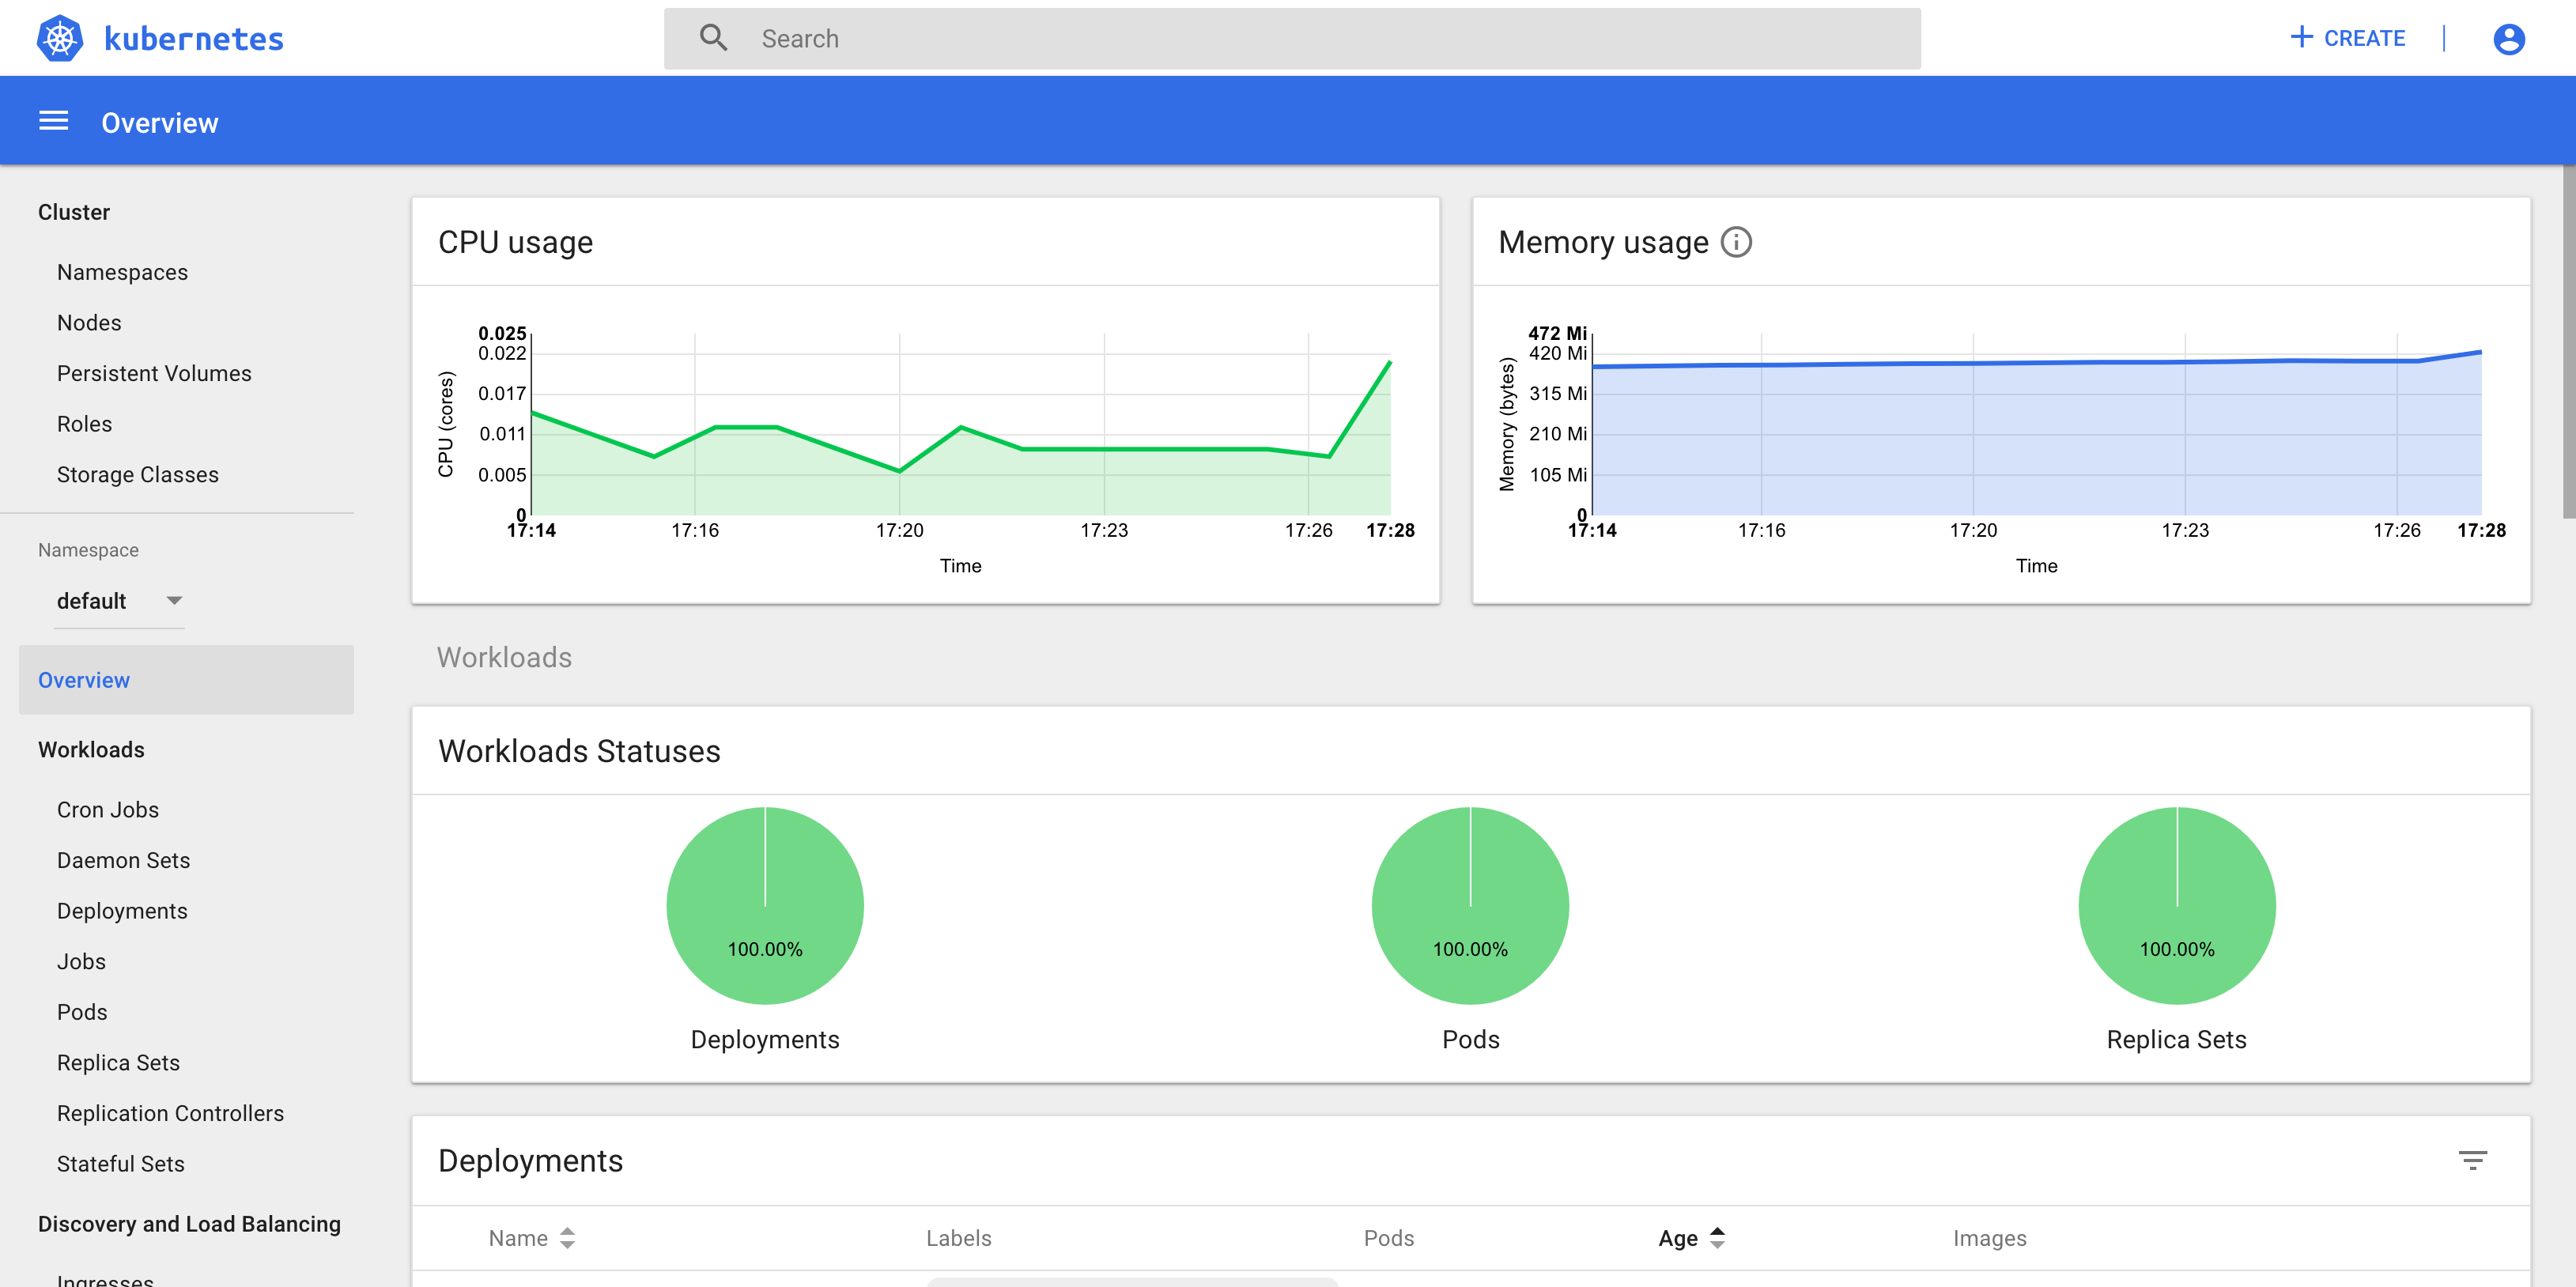 kubernetes
Search
CREATE
Overview
Cluster
Namespaces
Nodes
Persistent Volumes
Roles
Storage Classes
Namespace
default
Overview
Workloads
Cron Jobs
Daemon Sets
Deployments
Jobs
Pods
Replica Sets
Replication Controllers
Stateful Sets
Discovery and Load Balancing
Ingresses
CPU usage
CPU (cores)
0.025
0.022
0.017
0.011
0.005
0
17:14 17:16 17:20 17:23 17:26 17:28
Time
Memory usage
Memory (bytes)
472 Mi
420 Mi
315 Mi
210 Mi
105 Mi
0
17:14 17:16 17:20 17:23 17:26 17:28
Time
Workloads
Workloads Statuses
100.00% 100.00% 100.00%
Deployments Pods Replica Sets
Deployments
Name Labels Pods Age Images